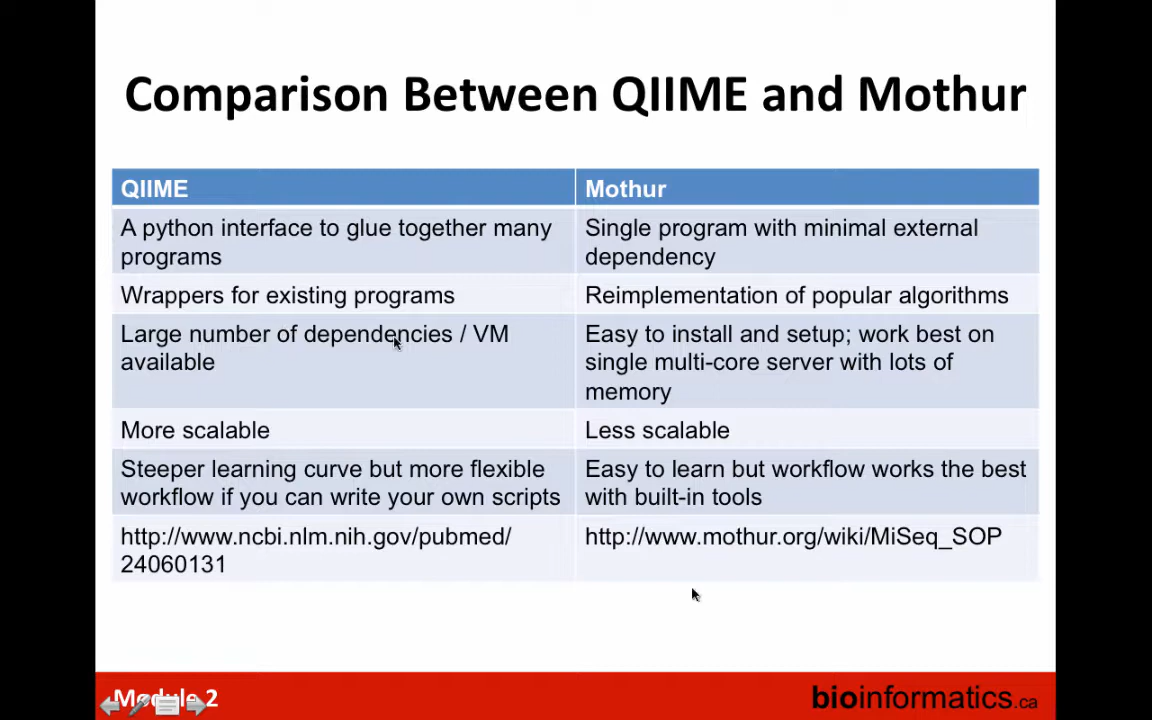 Comparison Between QIIME and Mothur
QIIME
Mothur
A python interface to glue together many
programs
Single program with minimal external
dependency
Wrappers for existing programs
Reimplementation of popular algorithms
Large number of dependencies / VM
available
Easy to install and setup; work best on
single multi-core server with lots of
memory
More scalable
Less scalable
Steeper learning curve but more flexible
workflow if you can write your own scripts
Easy to learn but workflow works the best
with built-in tools
http://www.ncbi.nlm.nih.gov/pubmed/
24060131
http://www.mothur.org/wiki/MiSeq_SOP
Module 2
bioinformatics.ca